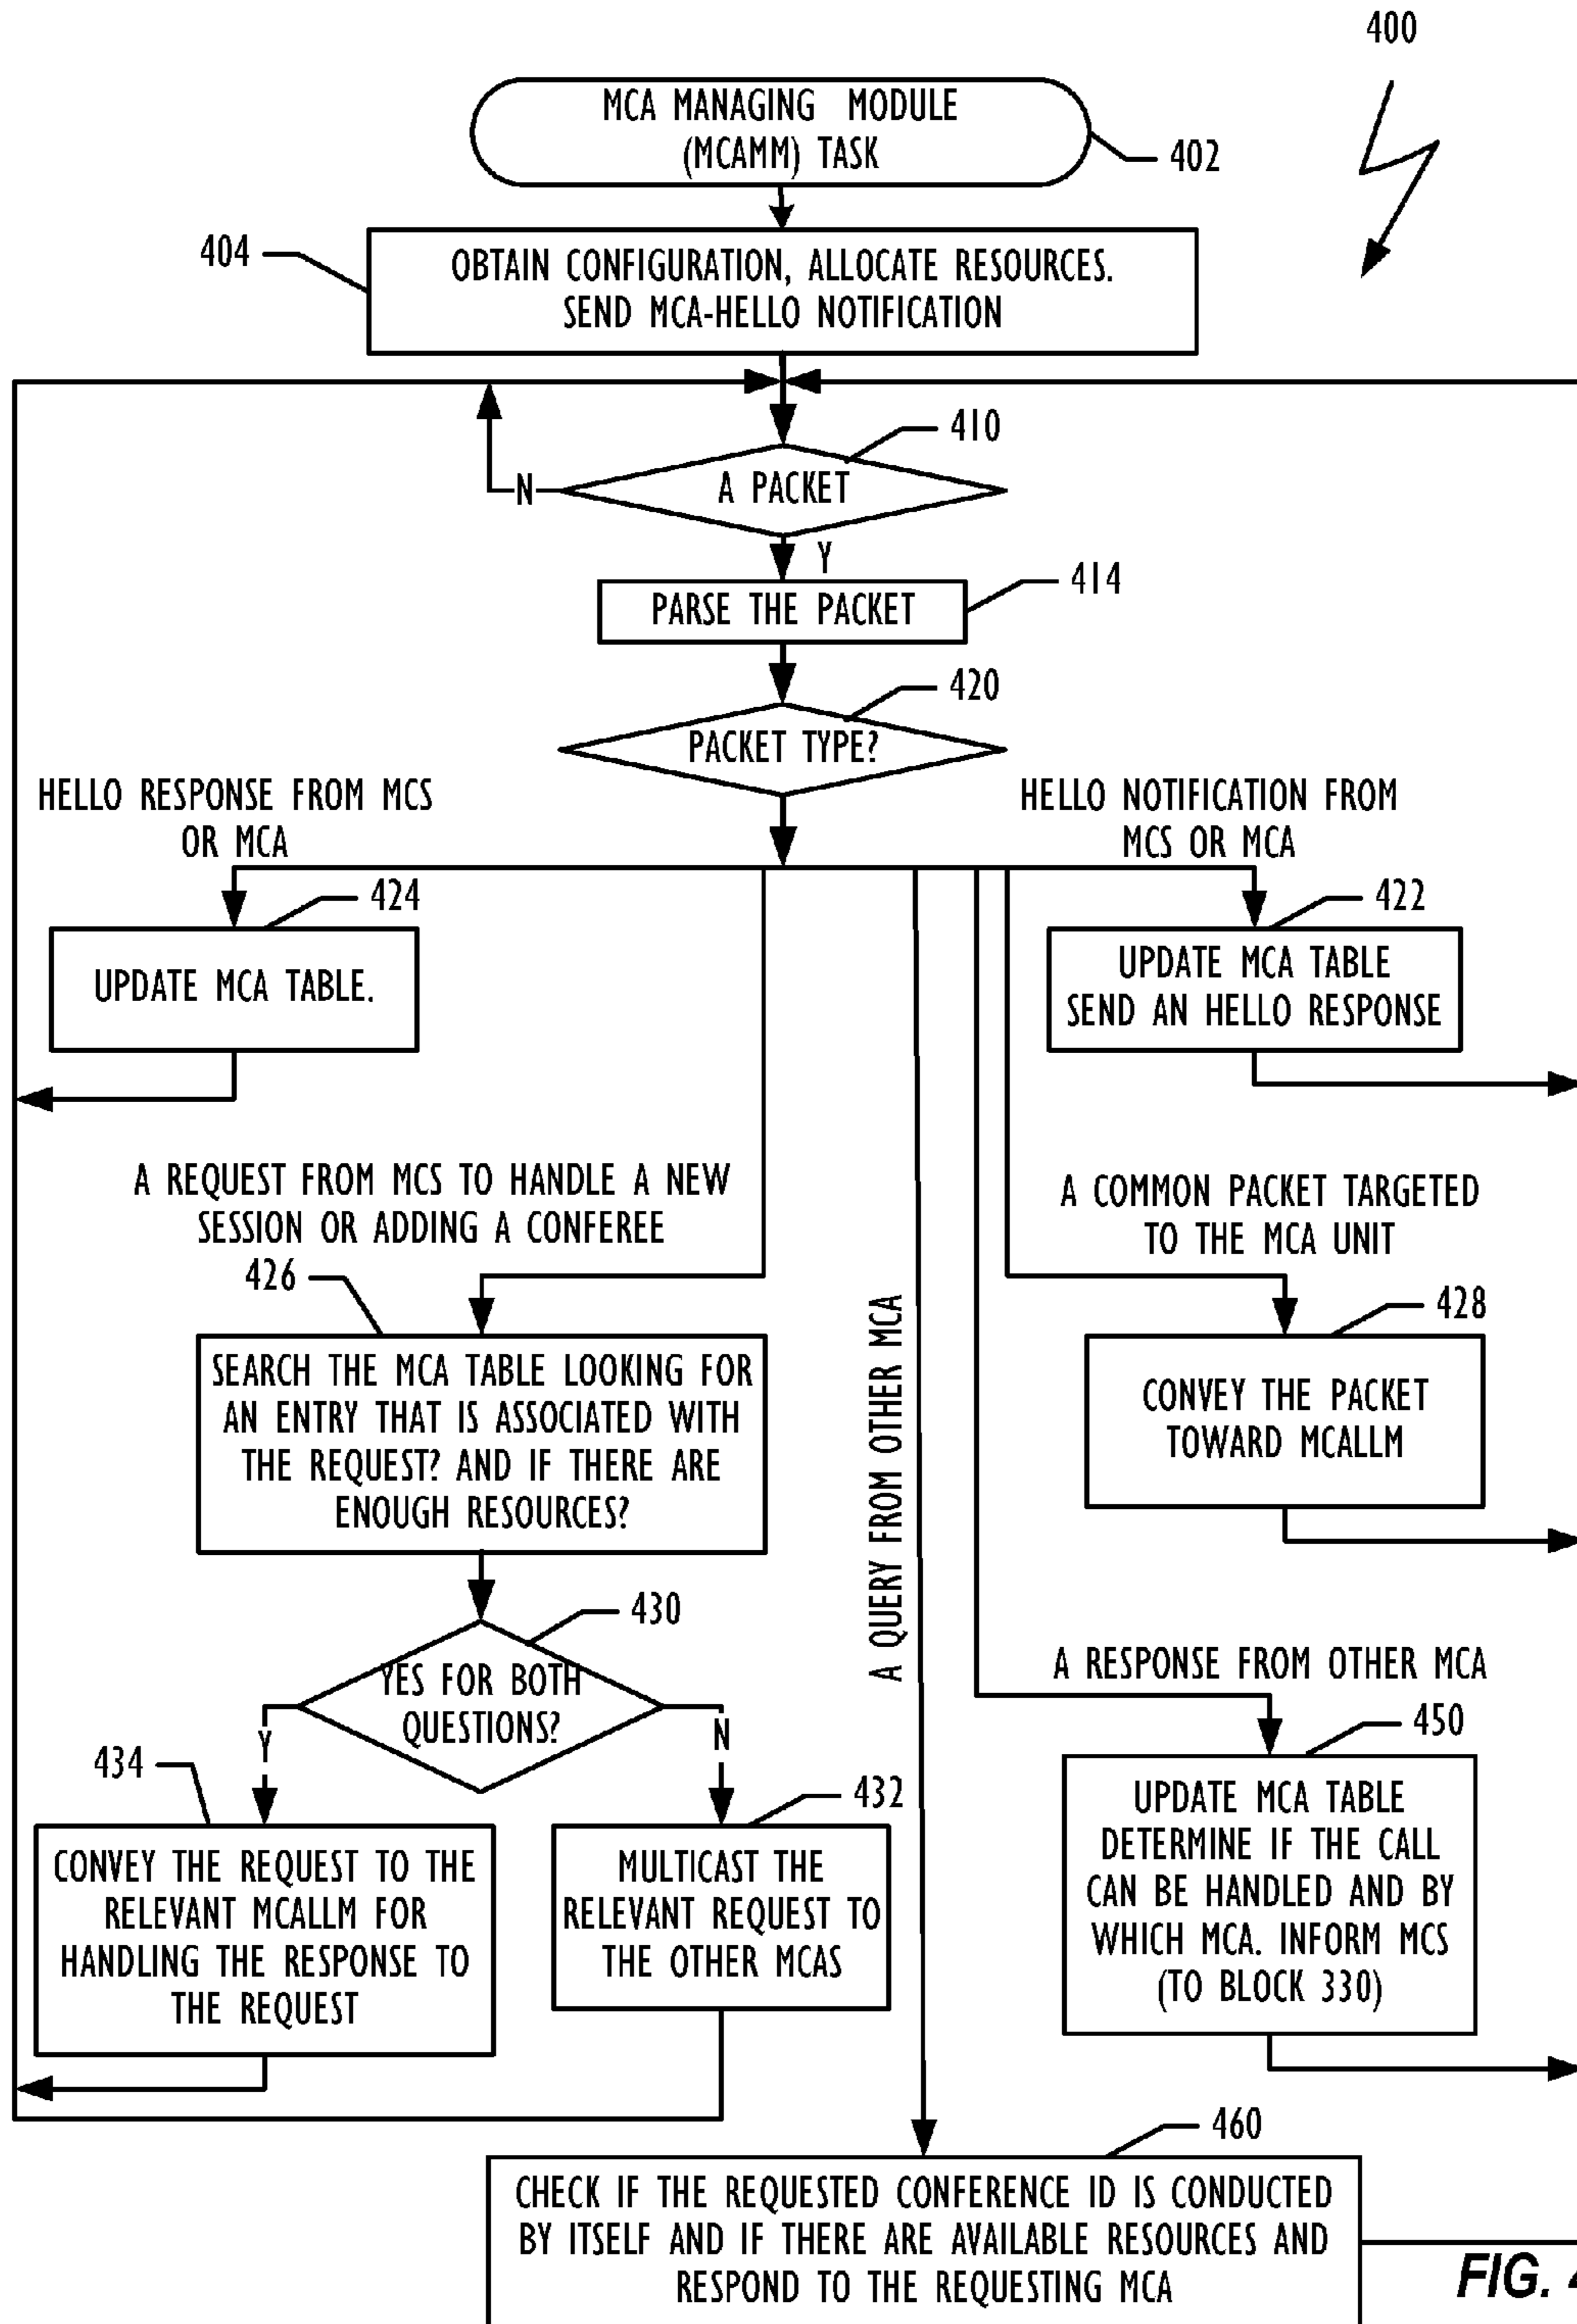 400
MCA MANAGING MODULE
(MCAMM) TASK
402
404
OBTAIN CONFIGURATION, ALLOCATE RESOURCES.
SEND MCA-HELLO NOTIFICATION
410
A PACKET
N
Y
414
PARSE THE PACKET
420
PACKET TYPE?
HELLO RESPONSE FROM MCS
OR MCA
HELLO NOTIFICATION FROM
MCS OR MCA
424
UPDATE MCA TABLE.
422
UPDATE MCA TABLE
SEND AN HELLO RESPONSE
A REQUEST FROM MCS TO HANDLE A NEW
SESSION OR ADDING A CONFEREE
426
SEARCH THE MCA TABLE LOOKING FOR
AN ENTRY THAT IS ASSOCIATED WITH
THE REQUEST? AND IF THERE ARE
ENOUGH RESOURCES?
A QUERY FROM OTHER MCA
A COMMON PACKET TARGETED
TO THE MCA UNIT
428
CONVEY THE PACKET
TOWARD MCALLM
430
YES FOR BOTH
QUESTIONS?
Y
N
434
CONVEY THE REQUEST TO THE
RELEVANT MCALLM FOR
HANDLING THE RESPONSE TO
THE REQUEST
432
MULTICAST THE
RELEVANT REQUEST TO
THE OTHER MCAS
A RESPONSE FROM OTHER MCA
450
UPDATE MCA TABLE
DETERMINE IF THE CALL
CAN BE HANDLED AND BY
WHICH MCA. INFORM MCS
(TO BLOCK 330)
460
CHECK IF THE REQUESTED CONFERENCE ID IS CONDUCTED
BY ITSELF AND IF THERE ARE AVAILABLE RESOURCES AND
RESPOND TO THE REQUESTING MCA
FIG. 4